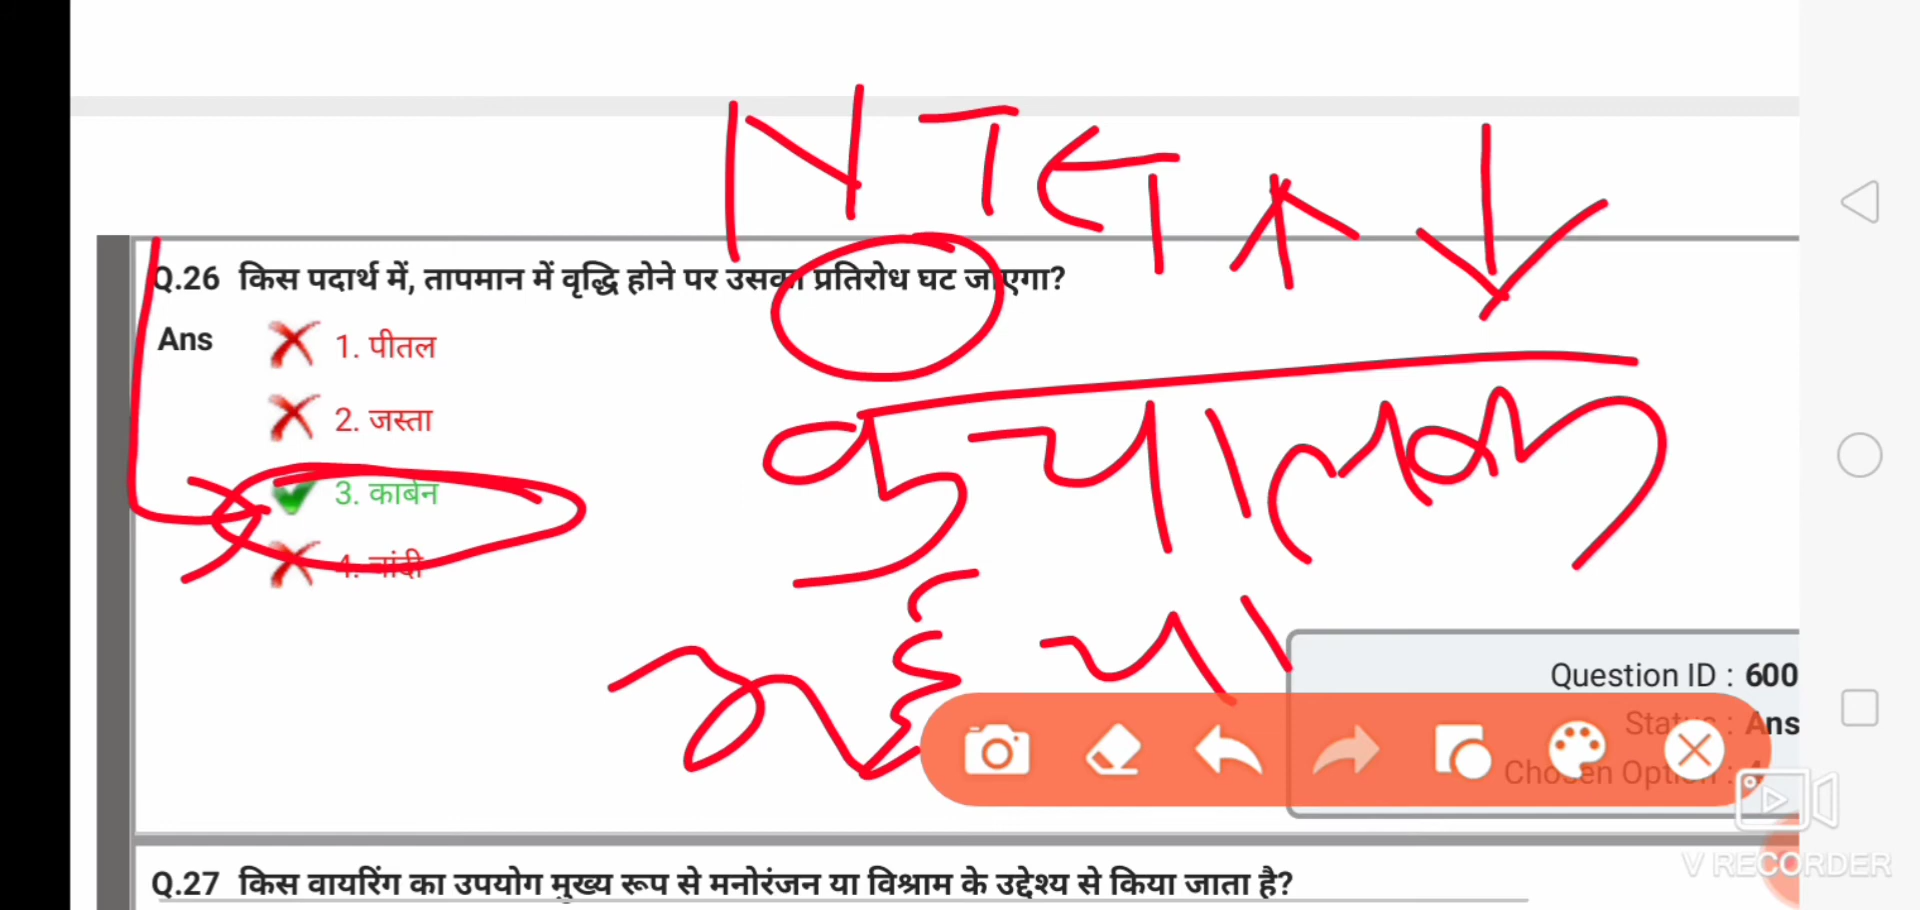 Q.26 किस पदार्थ में, तापमान में वृद्धि होने पर उसका प्रतिरोध घट जाएगा?
Ans
1. पीतल
2. जस्ता
3. कार्बन
4. चांदी
Question ID : 600
Status : Ans
Chosen Option : 4
V RECORDER
Q.27 किस वायरिंग का उपयोग मुख्य रूप से मनोरंजन या विश्राम के उद्देश्य से किया जाता है?